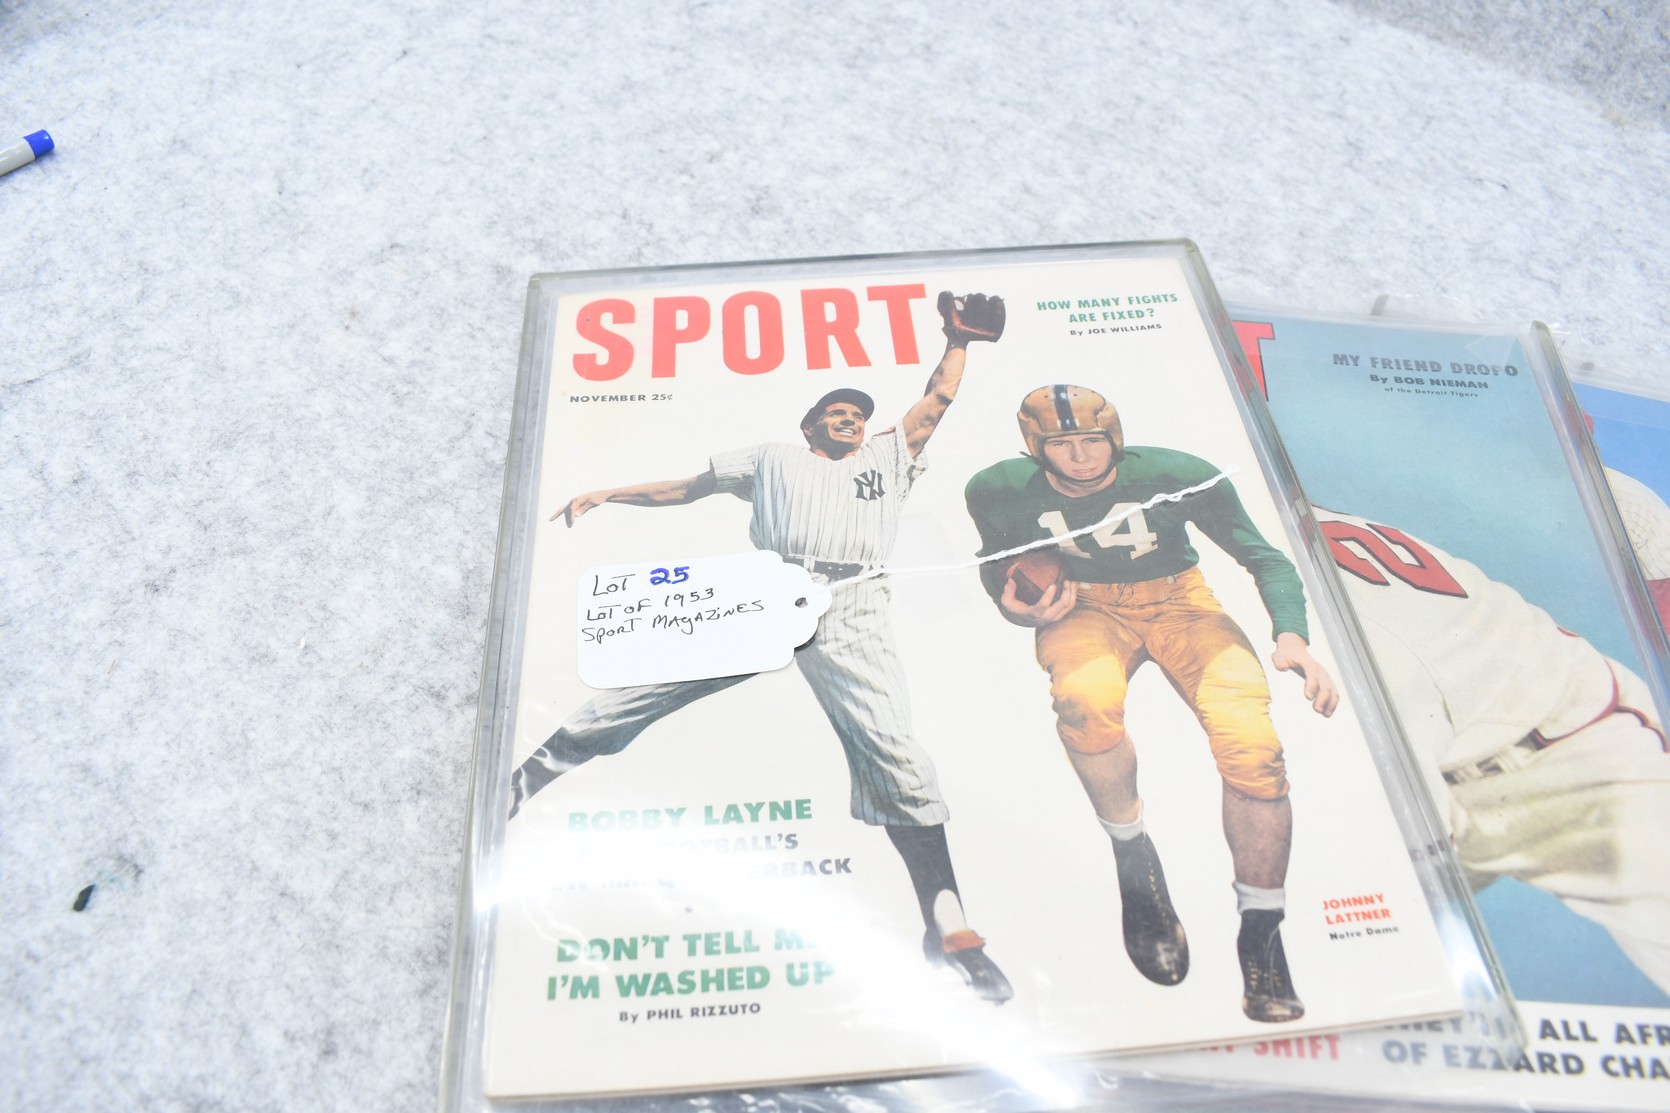 SPORT
NOVEMBER 25¢
HOW MANY FIGHTS
ARE FIXED?
By JOE WILLIAMS
NY
14
LOT 25
LOT OF 1953
SPORT MAGAZINES
BOBBY LAYNE
DON'T TELL
I'M WASHED UP
By PHIL RIZZUTO
JOHNNY
LATTNER
Notre Dame
T
MY FRIEND DROPO
By BOB NIEMAN
of the Detroit Tigers
2
SHIFT
ALL AFR
OF EZZARD CHA